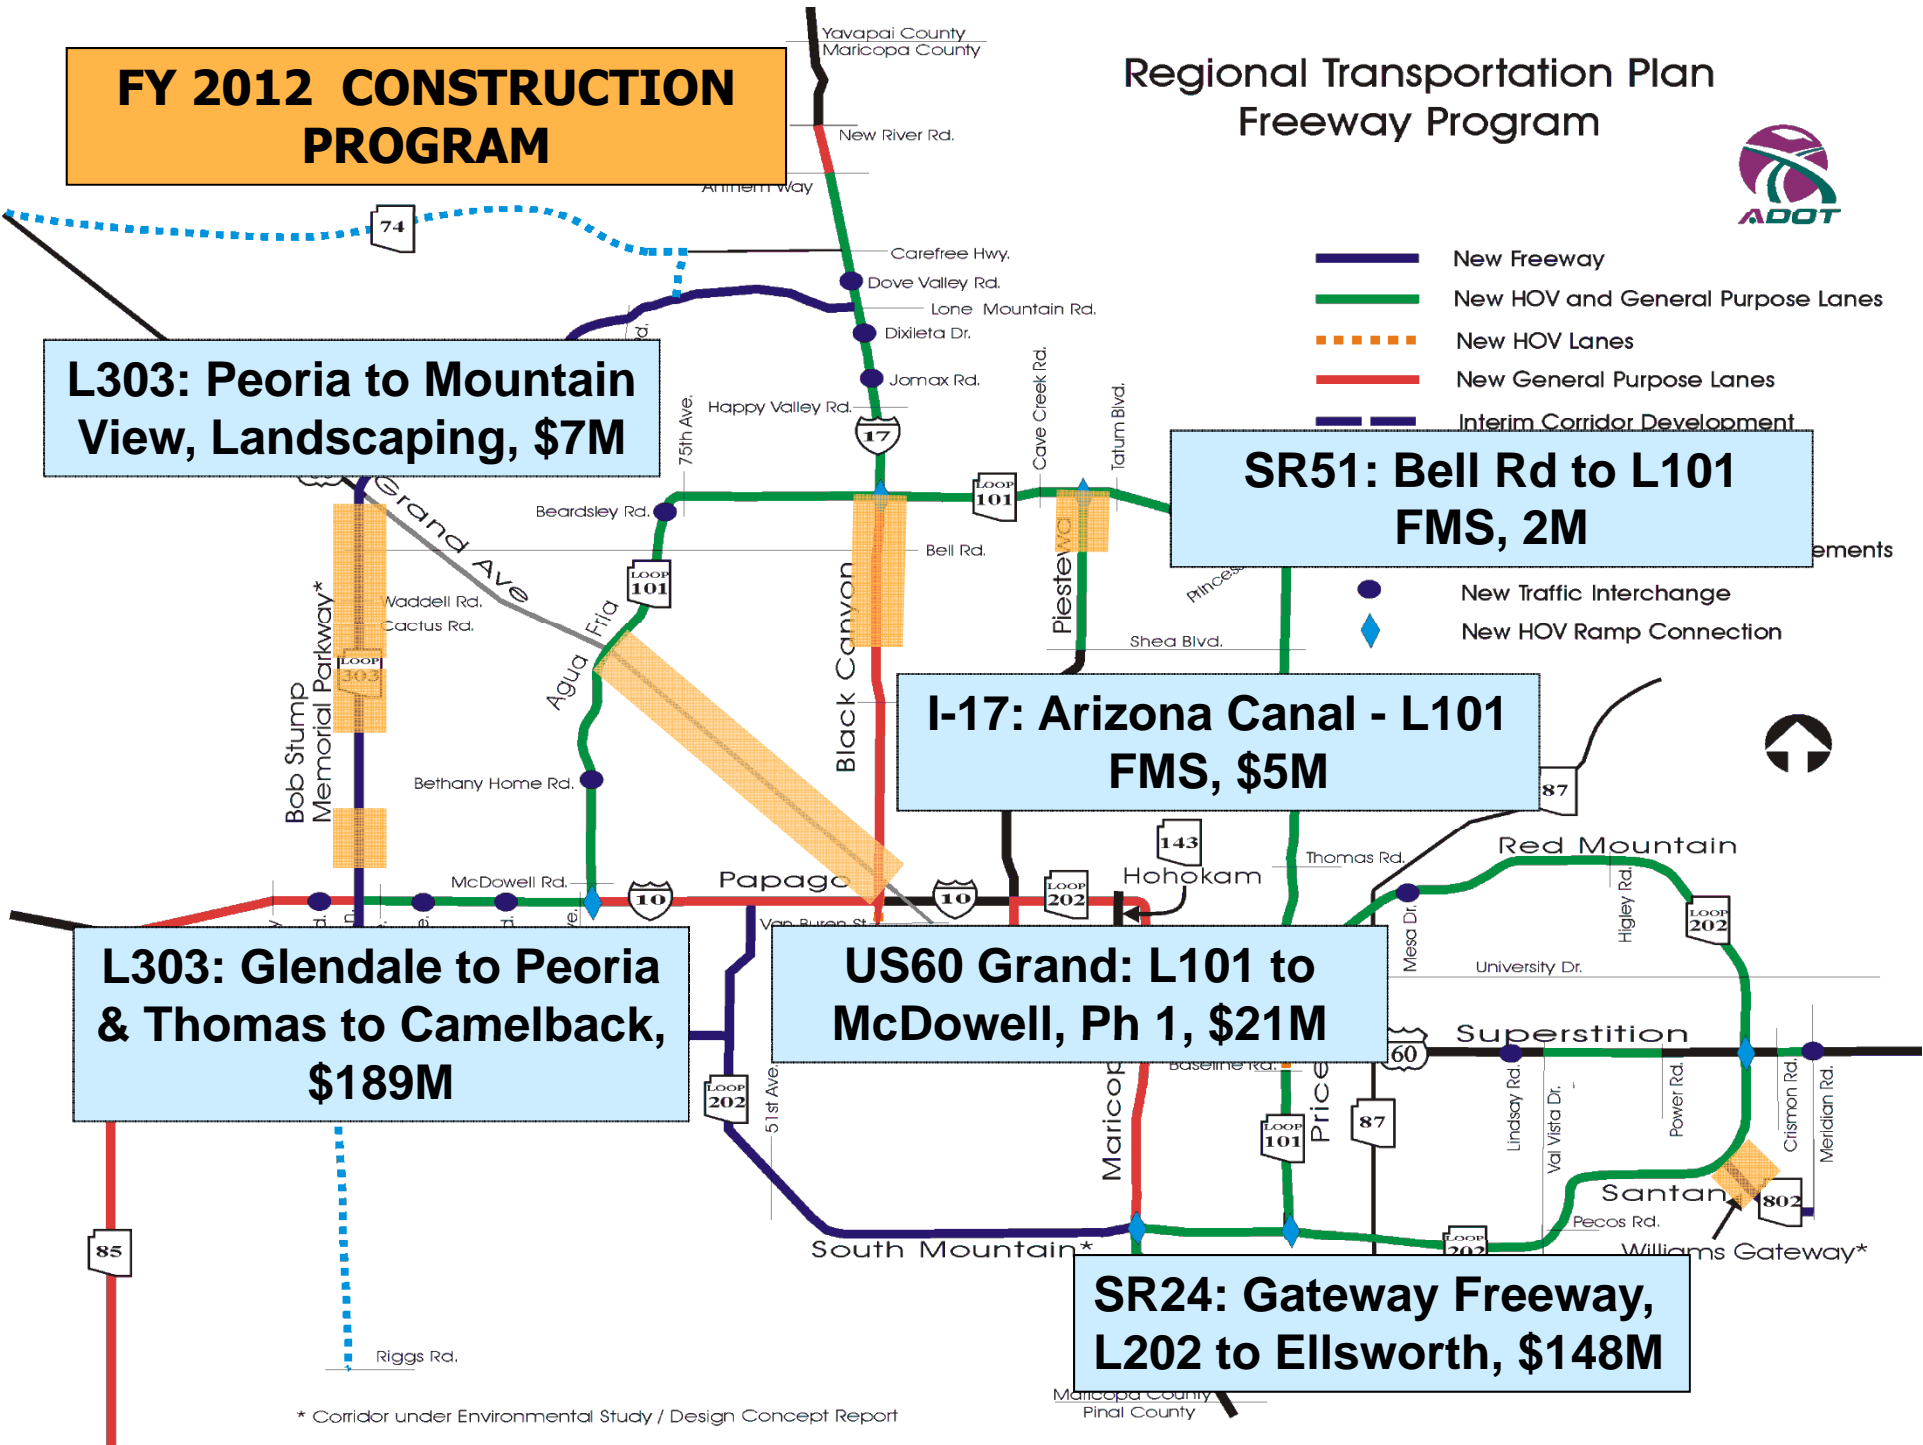 Yavapai County
Maricopa County
Regional Transportation Plan
Freeway Program
FY 2012 CONSTRUCTION
PROGRAM
New River Rd.
Anthem Way
ADOT
74
Carefree Hwy.
Dove Valley Rd.
Lone Mountain Rd.
Dixileta Dr.
Jomax Rd.
Happy Valley Rd.
New Freeway
New HOV and General Purpose Lanes
New HOV Lanes
New General Purpose Lanes
Interim Corridor Development
ements
New Traffic Interchange
New HOV Ramp Connection
L303: Peoria to Mountain
View, Landscaping, $7M
rd.
75th Ave.
17
Cave Creek Rd.
Tatum Blvd.
SR51: Bell Rd to L101
FMS, 2M
LOOP
101
Beardsley Rd.
Bell Rd.
Grand Ave
LOOP
101
Waddell Rd.
Cactus Rd.
LOOP
303
Bob Stump
Memorial Parkway*
Agua Fria
Black Canyon
Piestewa
Princess
Shea Blvd.
I-17: Arizona Canal - L101
FMS, $5M
87
Bethany Home Rd.
143
Hohokam
Thomas Rd.
Red Mountain
McDowell Rd.
Papago
10
10
LOOP
202
Mesa Dr.
Higley Rd.
LOOP
202
Van Buren St.
y
d.
n.
e.
d.
ve.
L303: Glendale to Peoria
& Thomas to Camelback,
$189M
US60 Grand: L101 to
McDowell, Ph 1, $21M
University Dr.
60
Superstition
Baseline Rd.
LOOP
202
51st Ave.
Maricop
LOOP
101
Price
87
Lindsay Rd.
Val Vista Dr.
Power Rd.
Crismon Rd.
Meridian Rd.
Santan
802
Pecos Rd.
Williams Gateway*
85
South Mountain*
LOOP
202
SR24: Gateway Freeway,
L202 to Ellsworth, $148M
Riggs Rd.
Maricopa County
Pinal County
* Corridor under Environmental Study / Design Concept Report